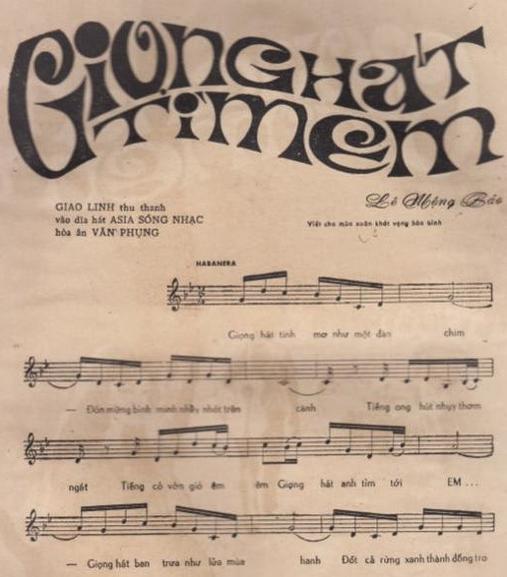 GIỌNG HÁT
TÌM EM
GIAO LINH thu thanh
vào dĩa hát ASIA SÓNG NHẠC
hòa ân VĂN PHỤNG
Lê Mộng Bảo
Viết cho mùa xuân khát vọng hòa bình
HABANERA
Giọng hát tình mơ như một đàn chim
— Đón mừng bình minh nhảy nhót trên cành Tiếng ong hút nhụy thơm
ngát Tiếng cỏ vờn gió êm êm Giọng hát anh tìm tới EM ...
— Giọng hát ban trưa như lửa mùa hanh Đốt cả rừng xanh thành đồng tro